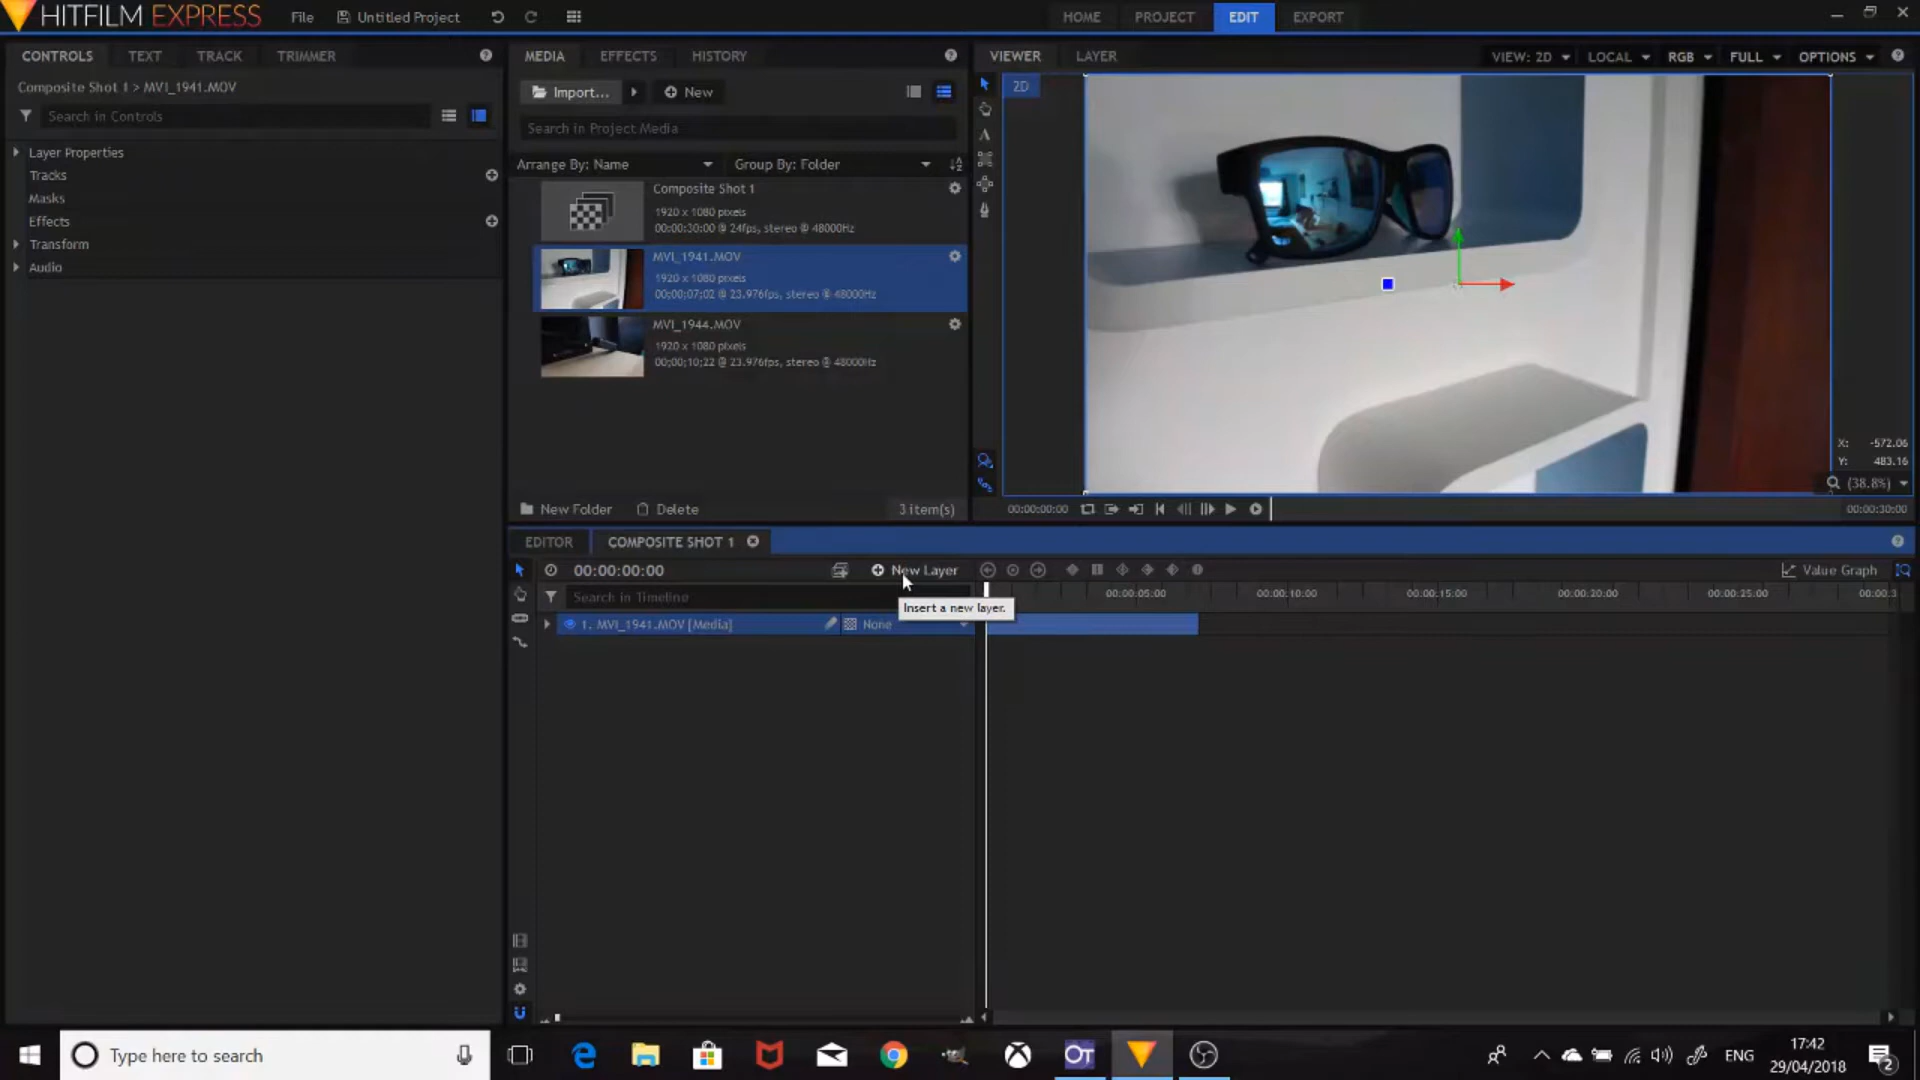 HITFILM EXPRESS
File
Untitled Project
HOME
PROJECT
EDIT
EXPORT
CONTROLS
TEXT
TRACK
TRIMMER
Composite Shot 1 > MVI_1941.MOV
Search in Controls
Layer Properties
Tracks
Masks
Effects
Transform
Audio
MEDIA
EFFECTS
HISTORY
Import...
New
Search in Project Media
Arrange By: Name
Group By: Folder
Composite Shot 1
1920 x 1080 pixels
00:00:30:00 @ 24fps, stereo @ 48000Hz
MVI_1941.MOV
1920 x 1080 pixels
00;00;07;02 @ 23.976fps, stereo @ 48000Hz
MVI_1944.MOV
1920 x 1080 pixels
00;00;10;22 @ 23.976fps, stereo @ 48000Hz
New Folder
Delete
3 item(s)
VIEWER
LAYER
VIEW: 2D
LOCAL
RGB
FULL
OPTIONS
2D
X: -572.06
Y: 483.16
(38.8%)
00:00:00:00
00:00:30:00
EDITOR
COMPOSITE SHOT 1
00:00:00:00
New Layer
Value Graph
Search in Timeline
Insert a new layer.
00:00:05:00
00:00:10:00
00:00:15:00
00:00:20:00
00:00:25:00
00:00:3
1. MVI_1941.MOV [Media]
None
Type here to search
OT
ENG
17:42
29/04/2018
2